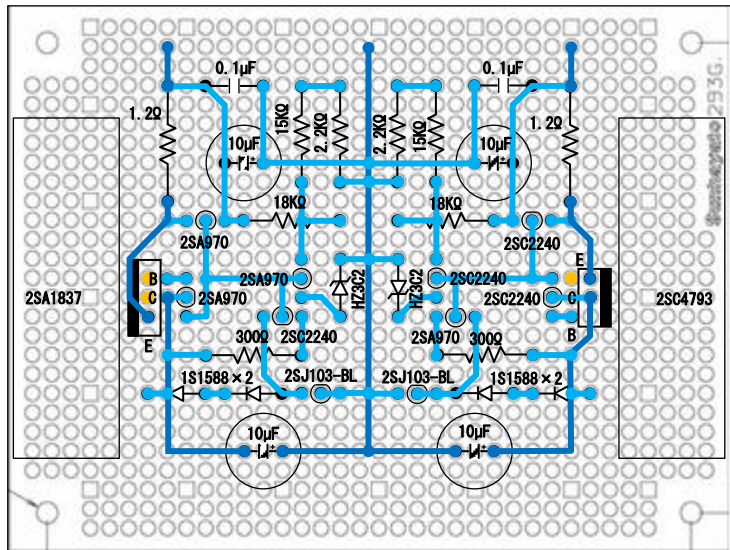 0.1μF
0.1μF
1.2Ω
15KΩ
2.2KΩ
2.2KΩ
15KΩ
1.2Ω
10μF
10μF
18KΩ
18KΩ
2SA970
2SC2240
E
B
2SA970
HZ3C2
HZ3C2
2SC2240
2SA1837
C
2SA970
2SC2240
C
2SC4793
E
2SC2240
2SA970
B
300Ω
300Ω
1S1588×2
2SJ103-BL
2SJ103-BL
1S1588×2
10μF
10μF